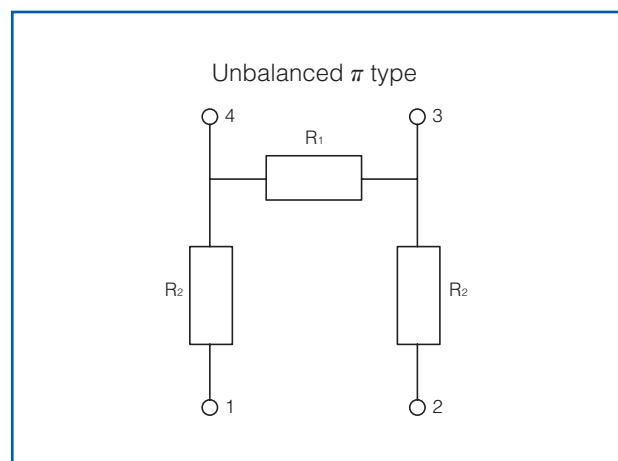 Unbalanced π type
4 3
R₁
R₂ R₂
1 2